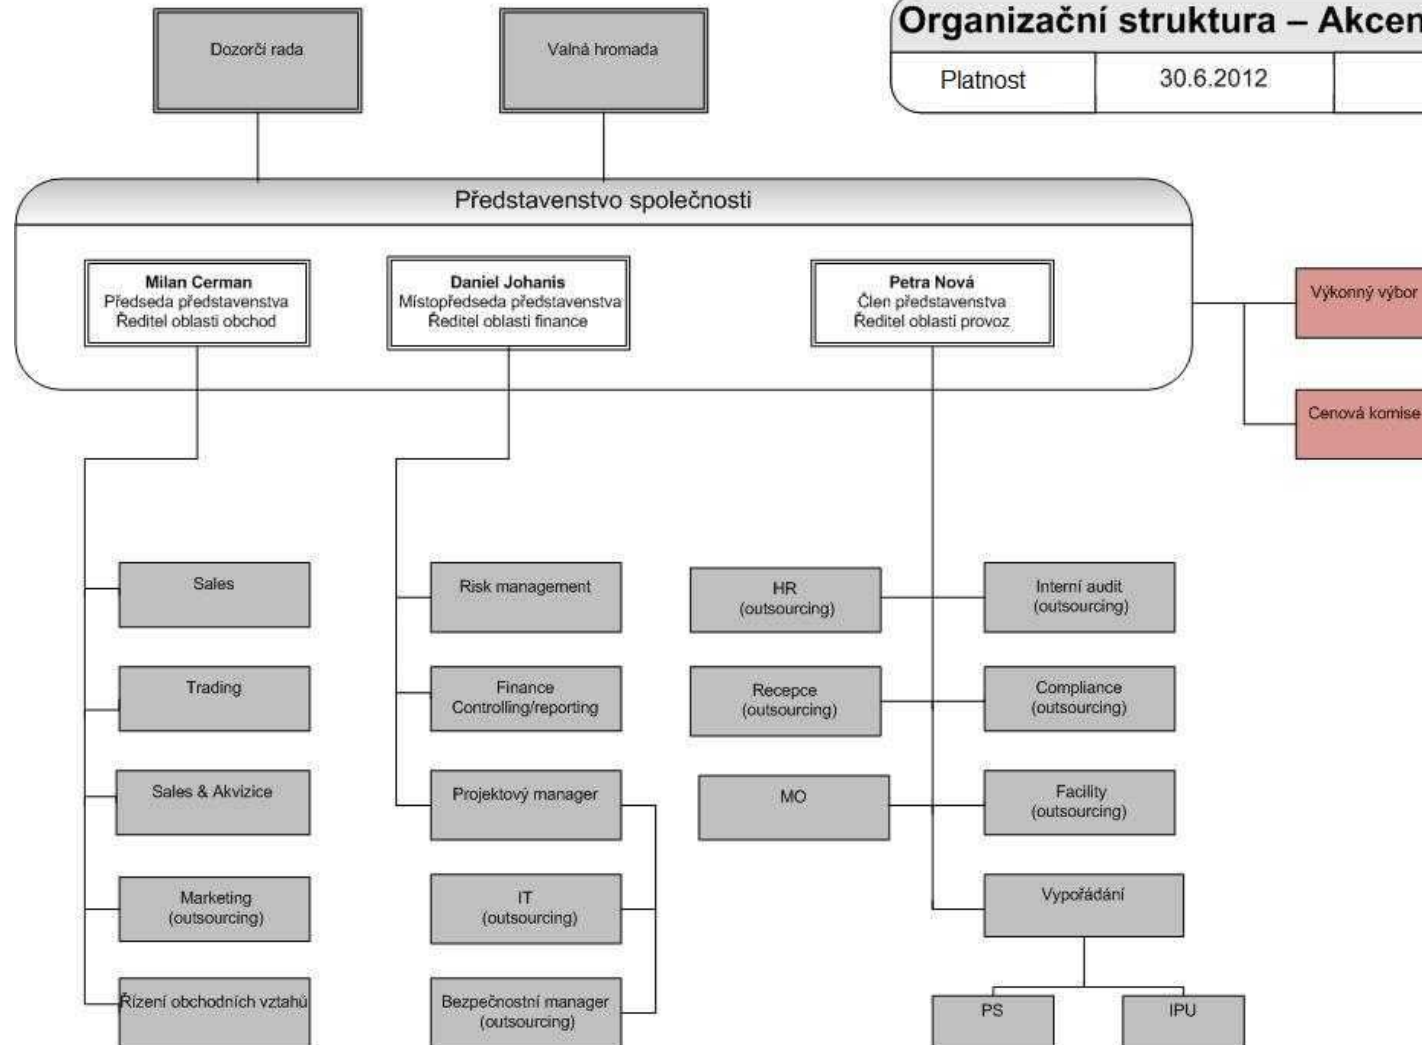 Organizační struktura – Akcen
Platnost
30.6.2012
Dozorčí rada
Valná hromada
Představenstvo společnosti
Milan Cerman
Předseda představenstva
Ředitel oblasti obchod
Daniel Johanis
Místopředseda představenstva
Ředitel oblasti finance
Petra Nová
Člen představenstva
Ředitel oblasti provoz
Výkonný výbor
Cenová komise
Sales
Trading
Sales & Akvizice
Marketing
(outsourcing)
Řízení obchodních vztahů
Risk management
Finance
Controlling/reporting
Projektový manager
IT
(outsourcing)
Bezpečnostní manager
(outsourcing)
HR
(outsourcing)
Recepce
(outsourcing)
MO
Interní audit
(outsourcing)
Compliance
(outsourcing)
Facility
(outsourcing)
Vypořádání
PS
IPU